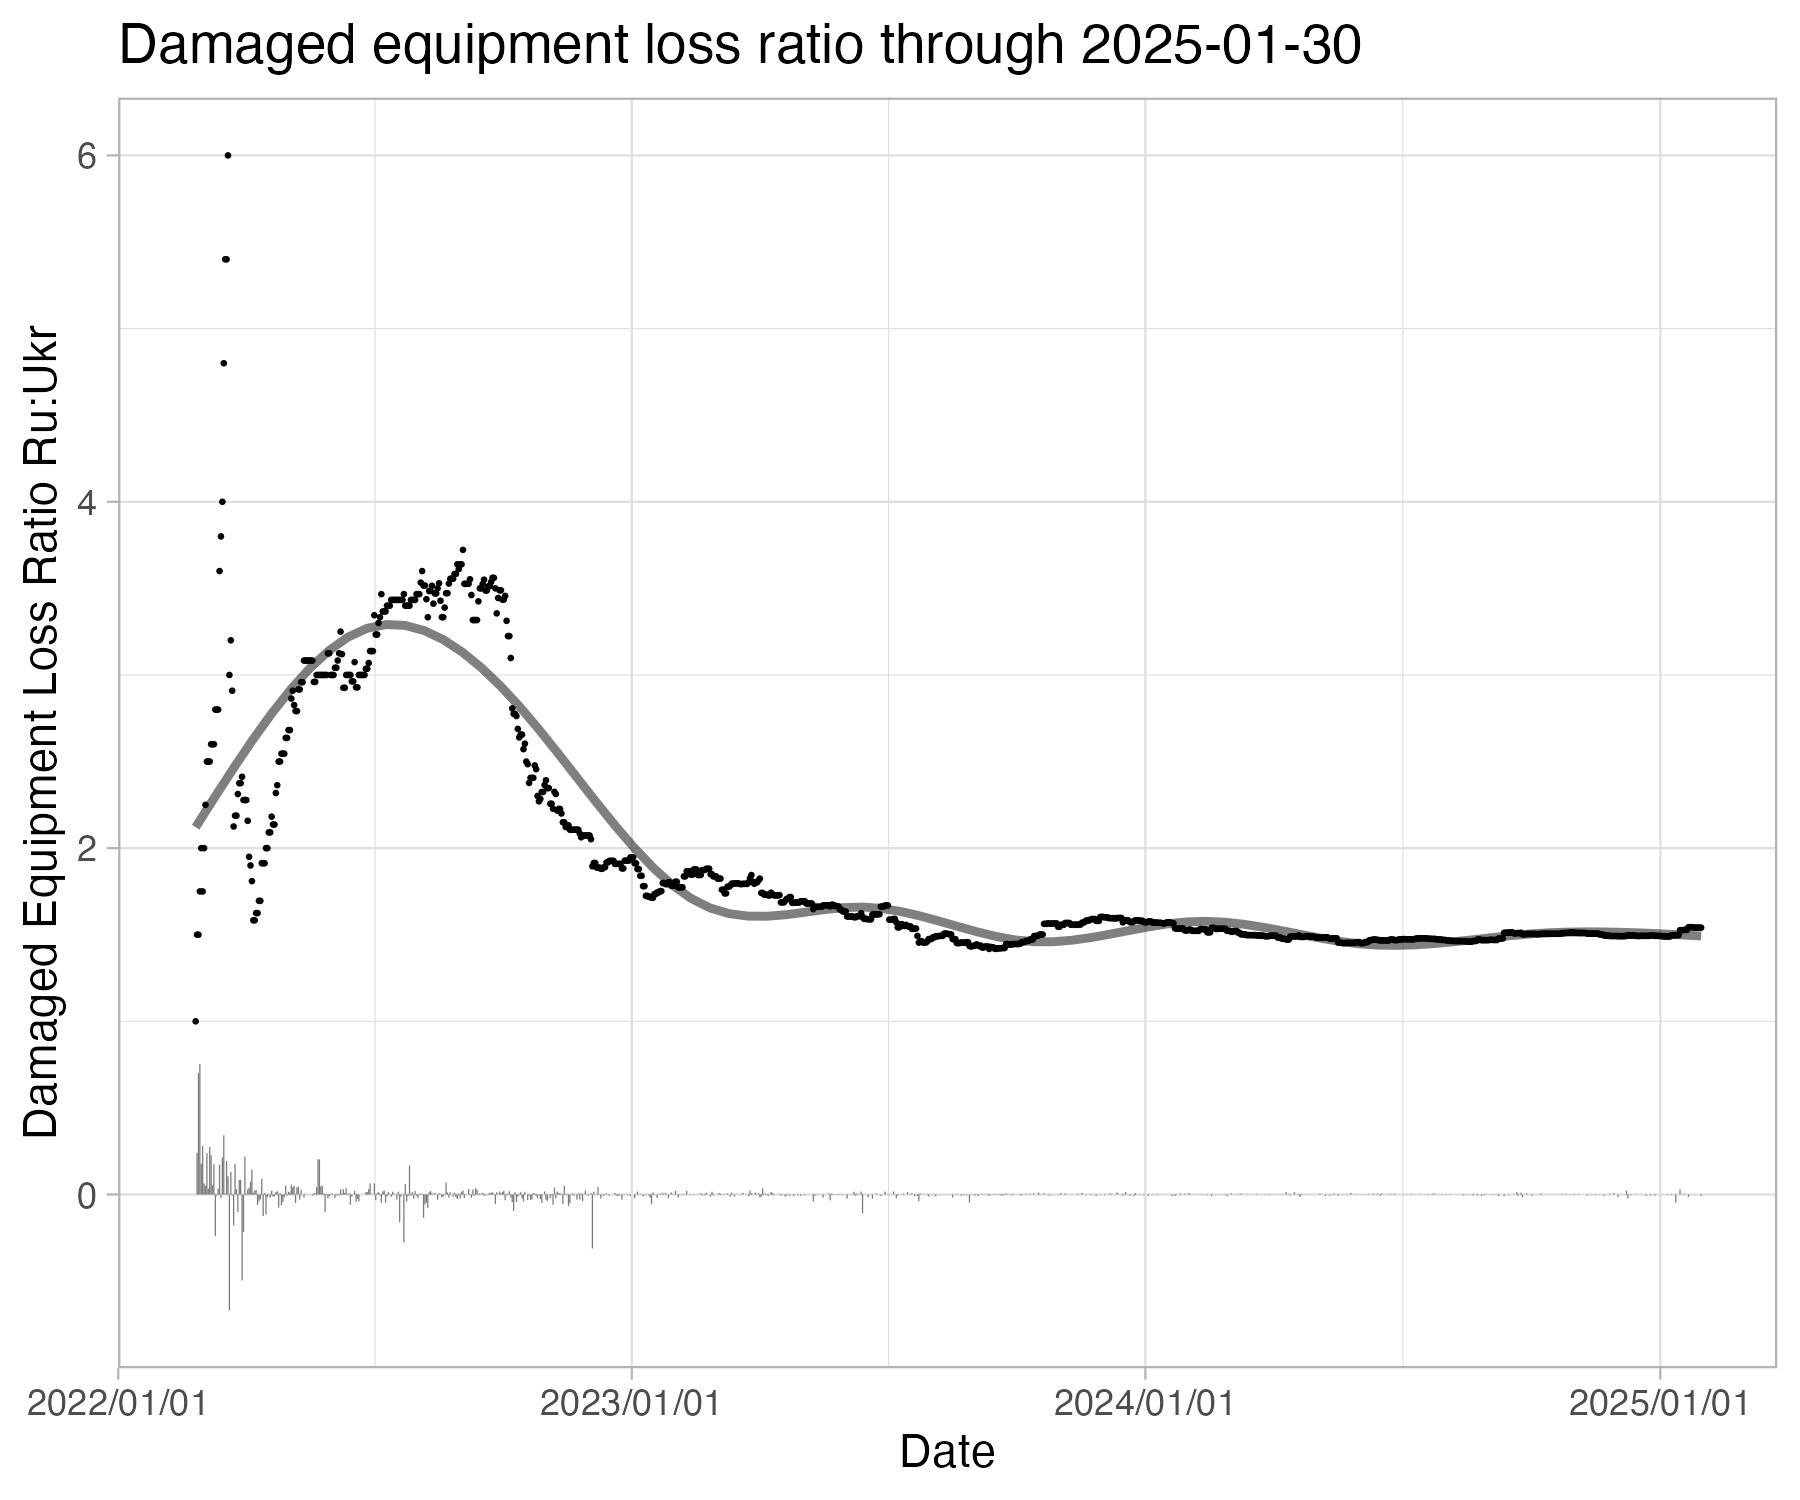 Damaged equipment loss ratio through 2025-01-30
Damaged Equipment Loss Ratio Ru:Ukr
6
4
2
0
2022/01/01
2023/01/01
2024/01/01
2025/01/01
Date